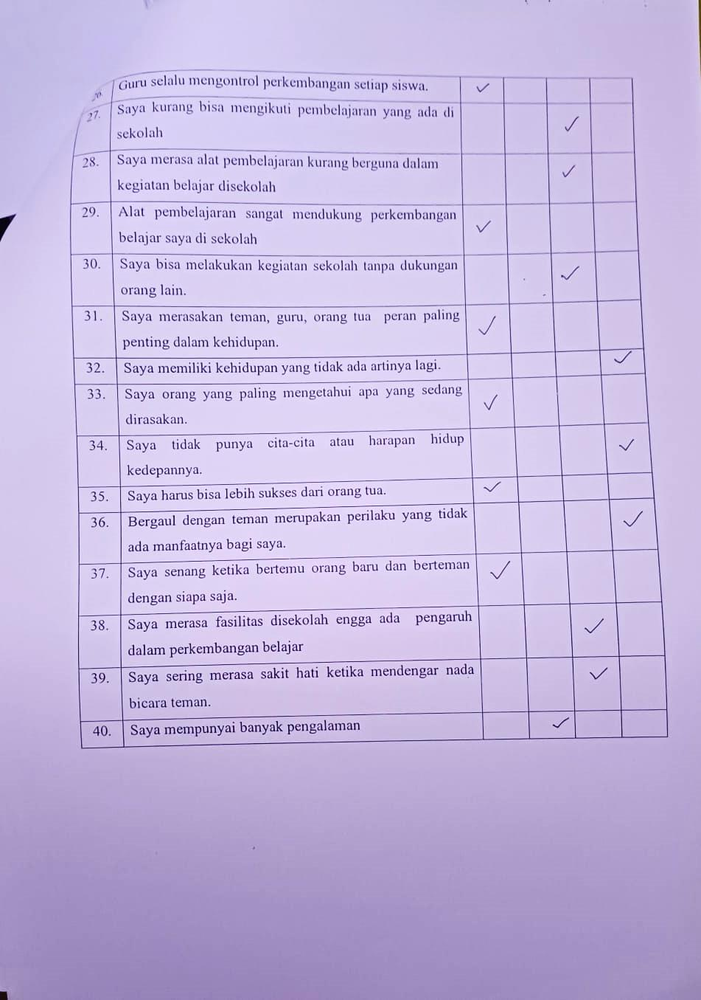 26. Guru selalu mengontrol perkembangan setiap siswa. ✓
27. Saya kurang bisa mengikuti pembelajaran yang ada di
sekolah ✓
28. Saya merasa alat pembelajaran kurang berguna dalam
kegiatan belajar disekolah ✓
29. Alat pembelajaran sangat mendukung perkembangan
belajar saya di sekolah ✓
30. Saya bisa melakukan kegiatan sekolah tanpa dukungan
orang lain. ✓
31. Saya merasakan teman, guru, orang tua peran paling
penting dalam kehidupan. ✓
32. Saya memiliki kehidupan yang tidak ada artinya lagi. ✓
33. Saya orang yang paling mengetahui apa yang sedang
dirasakan. ✓
34. Saya tidak punya cita-cita atau harapan hidup
kedepannya. ✓
35. Saya harus bisa lebih sukses dari orang tua. ✓
36. Bergaul dengan teman merupakan perilaku yang tidak
ada manfaatnya bagi saya. ✓
37. Saya senang ketika bertemu orang baru dan berteman
dengan siapa saja. ✓
38. Saya merasa fasilitas disekolah engga ada pengaruh
dalam perkembangan belajar ✓
39. Saya sering merasa sakit hati ketika mendengar nada
bicara teman. ✓
40. Saya mempunyai banyak pengalaman ✓